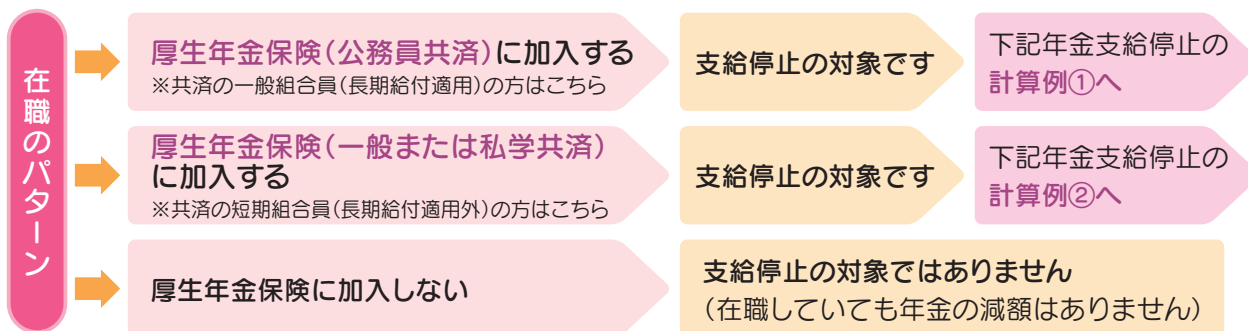 在職のパターン
厚生年金保険(公務員共済)に加入する
※共済の一般組合員(長期給付適用)の方はこちら
支給停止の対象です
下記年金支給停止の
計算例①へ
厚生年金保険(一般または私学共済)
に加入する
※共済の短期組合員(長期給付適用外)の方はこちら
支給停止の対象です
下記年金支給停止の
計算例②へ
厚生年金保険に加入しない
支給停止の対象ではありません
(在職していても年金の減額はありません)